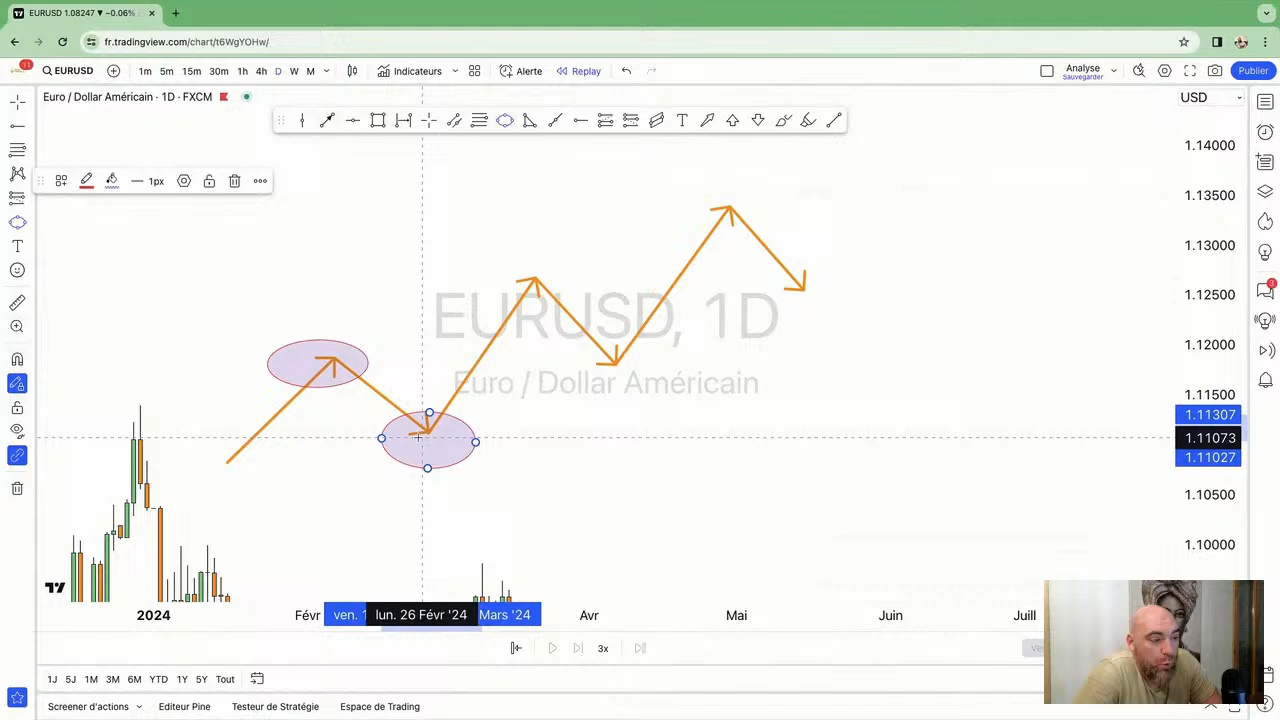 EURUSD 1.08247 ▼ −0.06%
fr.tradingview.com/chart/t6WgYOHw/
11
EURUSD
1m 5m 15m 30m 1h 4h D W M
Indicateurs
Alerte
Replay
Analyse
Sauvegarder
Publier
Euro / Dollar Américain · 1D · FXCM
USD
1px
1.14000
1.13500
1.13000
1.12500
1.12000
1.11500
1.11307
1.11073
1.11027
1.10500
1.10000
3
EURUSD, 1D
Euro / Dollar Américain
2024
Févr
ven. 1
lun. 26 Févr '24
Mars '24
Avr
Mai
Juin
Juill
3x
1J 5J 1M 3M 6M YTD 1Y 5Y Tout
Screener d'actions
Editeur Pine
Testeur de Stratégie
Espace de Trading